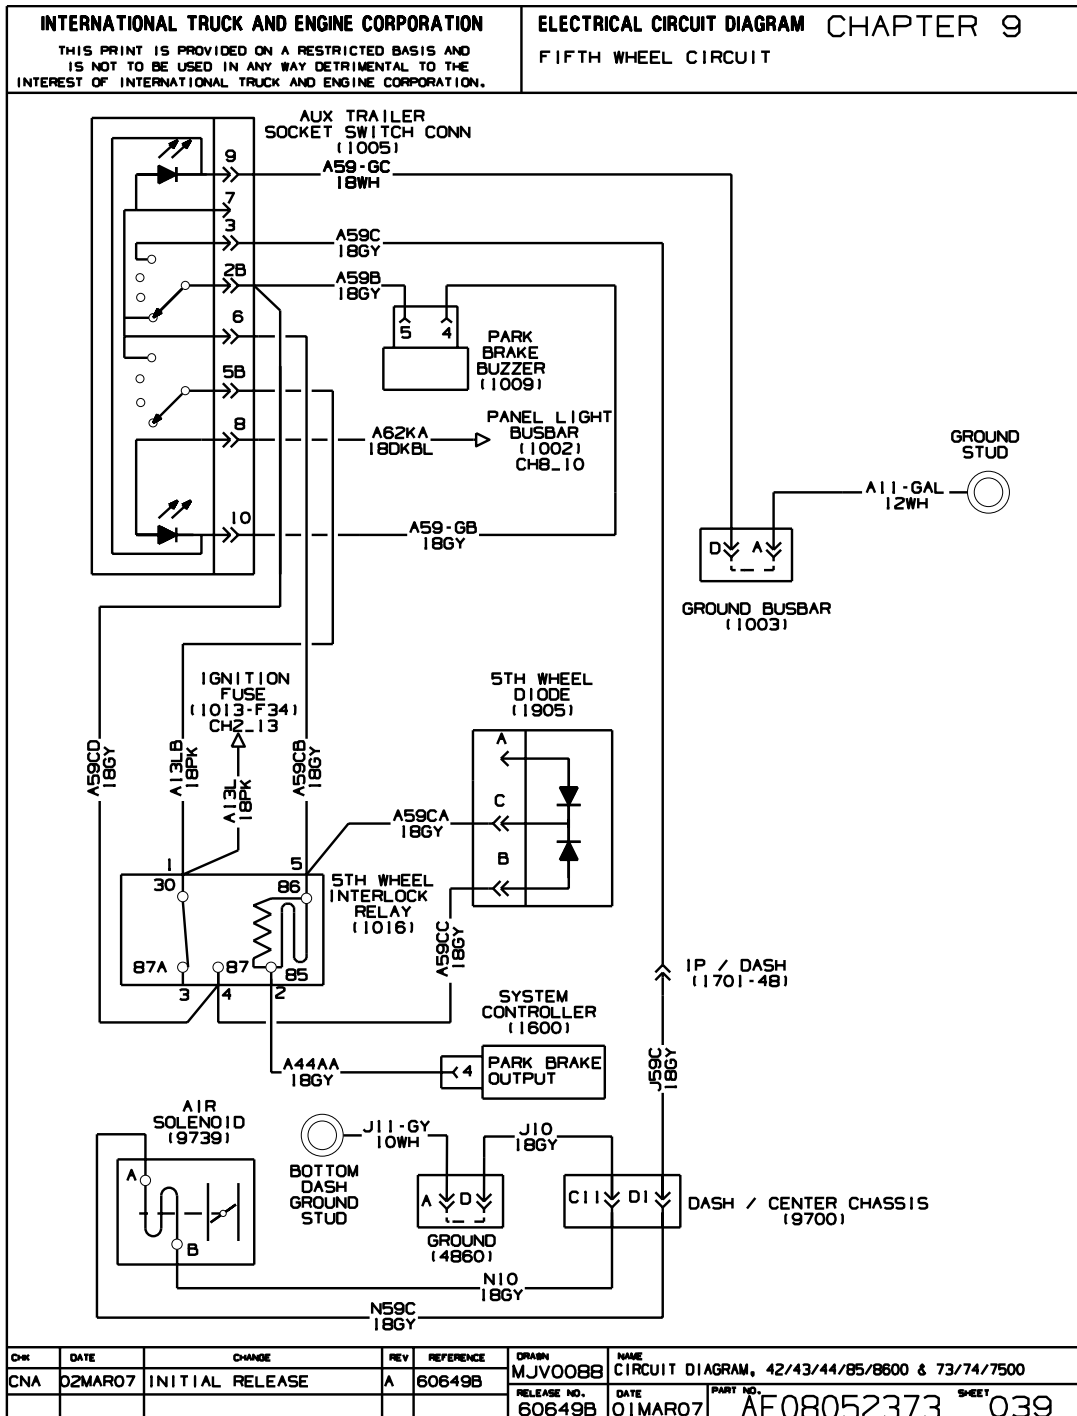 INTERNATIONAL TRUCK AND ENGINE CORPORATION
THIS PRINT IS PROVIDED ON A RESTRICTED BASIS AND
IS NOT TO BE USED IN ANY WAY DETRIMENTAL TO THE
INTEREST OF INTERNATIONAL TRUCK AND ENGINE CORPORATION.
ELECTRICAL CIRCUIT DIAGRAM CHAPTER 9
FIFTH WHEEL CIRCUIT
AUX TRAILER
SOCKET SWITCH CONN
(1005)
9
A59-GC
18WH
7
3
A59C
18GY
2B
A59B
18GY
6
5 4
PARK
BRAKE
BUZZER
(1009)
5B
8
A62KA
18DKBL
PANEL LIGHT
BUSBAR
(1002)
CH8_10
GROUND
STUD
A11-GAL
12WH
10
A59-GB
18GY
D A
GROUND BUSBAR
(1003)
IGNITION
FUSE
(1013-F34)
CH2_13
5TH WHEEL
DIODE
(1905)
A
C
B
A59CD
18GY
A13LB
18PK
A13L
18PK
A59CB
18GY
A59CA
18GY
1 5
30 86
5TH WHEEL
INTERLOCK
RELAY
(1016)
87A 87 85
3 4 2
A59CC
18GY
IP / DASH
(1701-48)
SYSTEM
CONTROLLER
(1600)
4 PARK BRAKE
OUTPUT
A44AA
18GY
J59C
18GY
AIR
SOLENOID
(9739)
A
B
BOTTOM
DASH
GROUND
STUD
J11-GY
10WH
J10
18GY
A D
GROUND
(4860)
C11 D1
DASH / CENTER CHASSIS
(9700)
N10
18GY
N59C
18GY
CHK DATE CHANGE REV REFERENCE
CNA 02MAR07 INITIAL RELEASE A 60649B
DRAWN
MJV0088
NAME
CIRCUIT DIAGRAM, 42/43/44/85/8600 & 73/74/7500
RELEASE NO.
60649B
DATE
01MAR07
PART NO.
AE08052373
SHEET
039